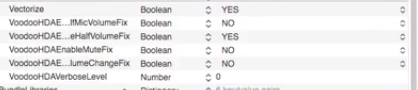 Vectorize Boolean YES
VoodooHDAE...lfMicVolumeFix Boolean NO
VoodooHDAE...eHalfVolumeFix Boolean YES
VoodooHDAEnableMuteFix Boolean NO
VoodooHDAE...lumeChangeFix Boolean NO
VoodooHDAVerboseLevel Number 0